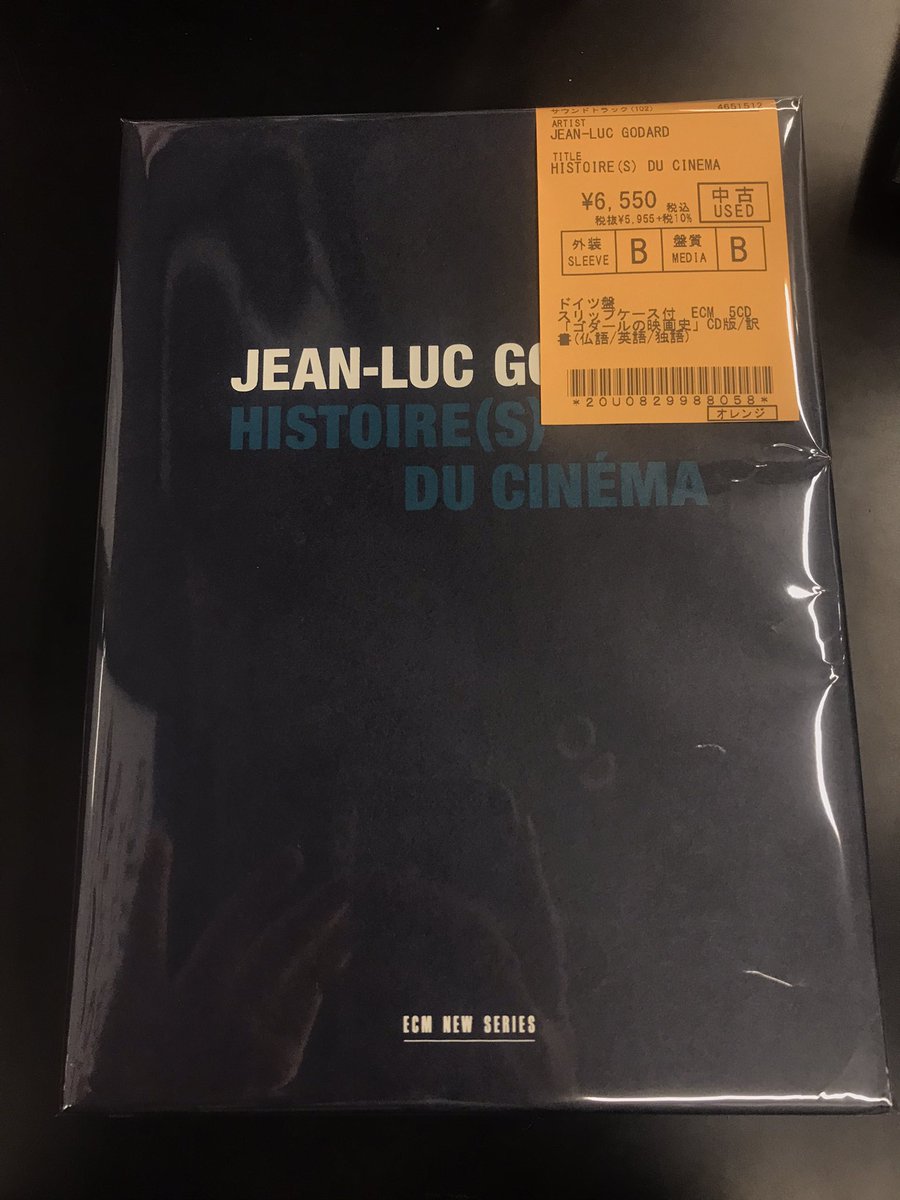 サウンドトラック(102) 4651512
ARTIST
JEAN-LUC GODARD
TITLE
HISTOIRE(S) DU CINEMA
¥6,550 税込
税抜¥5,955+税10%
中古
USED
外装
SLEEVE
B
盤質
MEDIA
B
ドイツ盤
スリップケース付 ECM 5CD
「ゴダールの映画史」CD版/訳
書(仏語/英語/独語)
*20U0829988058*
オレンジ
JEAN-LUC GO
HISTOIRE(S)
DU CINÉMA
ECM NEW SERIES